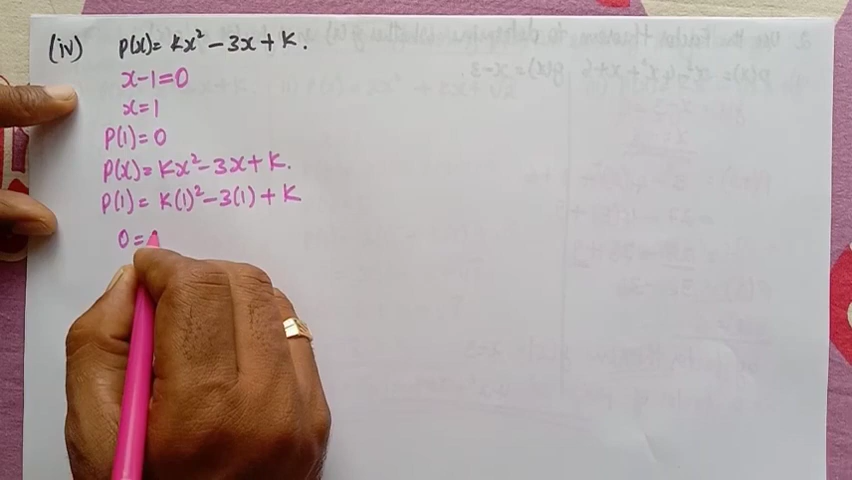 (iv) P(x) = Kx² - 3x + K.
x - 1 = 0
x = 1
P(1) = 0
P(x) = Kx² - 3x + K.
P(1) = K(1)² - 3(1) + K
0 =